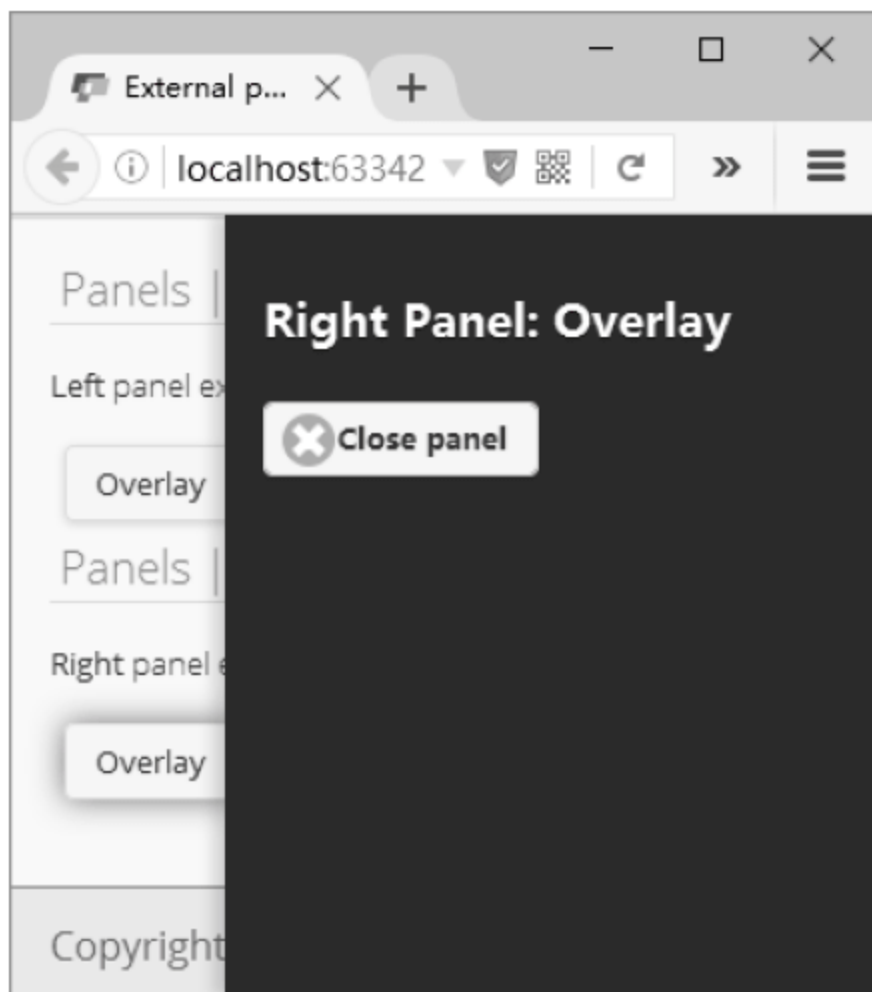 External p...
localhost:63342
Panels |
Right Panel: Overlay
Left panel ex
Close panel
Overlay
Panels |
Right panel e
Overlay
Copyright